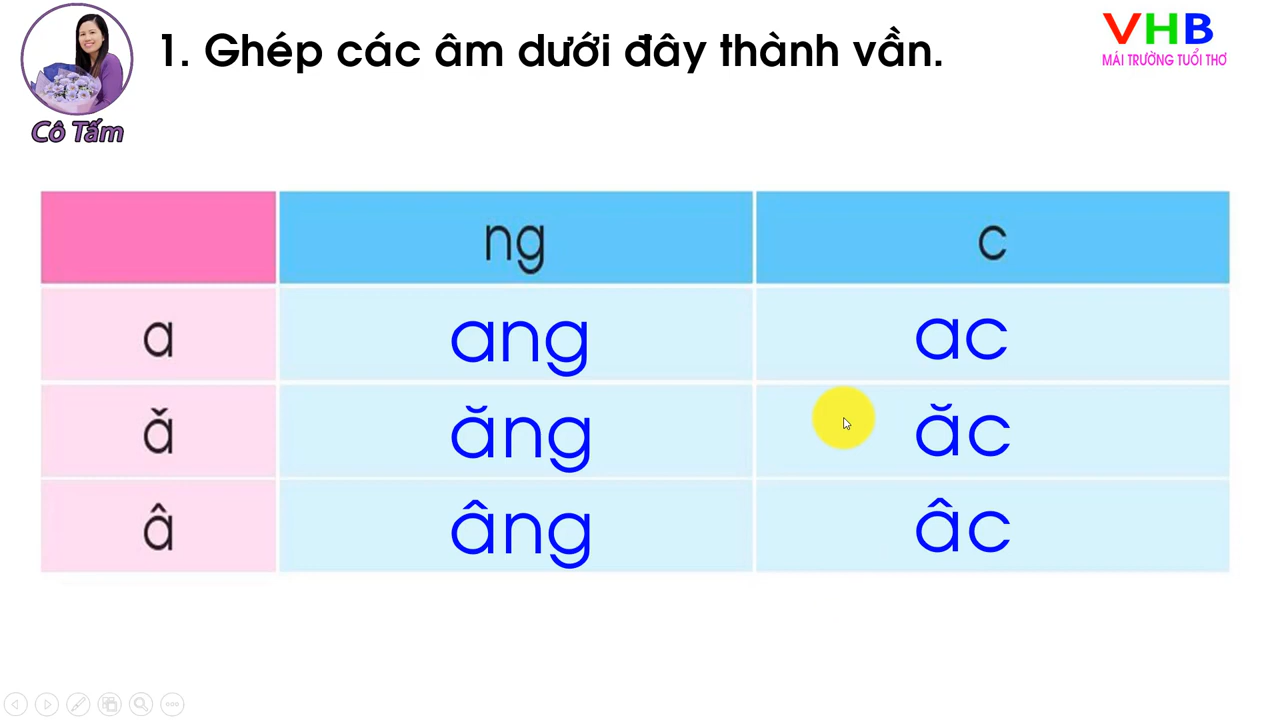 1. Ghép các âm dưới đây thành vần.
VHB
MÁI TRƯỜNG TUỔI THƠ
Cô Tấm
ng c
a ang ac
ă ăng ăc
â âng âc